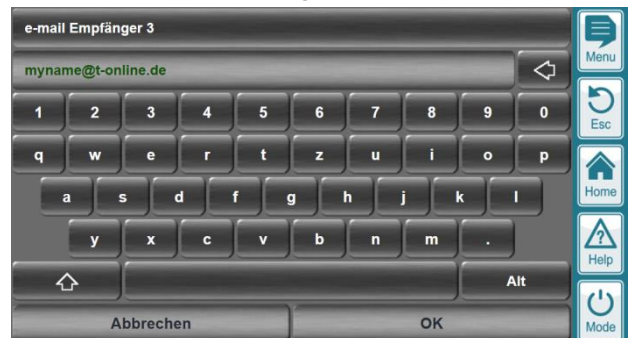 e-mail Empfänger 3
myname@t-online.de
1 2 3 4 5 6 7 8 9 0
q w e r t z u i o p
a s d f g h j k l
y x c v b n m .
Alt
Abbrechen OK
Menu
Esc
Home
Help
Mode